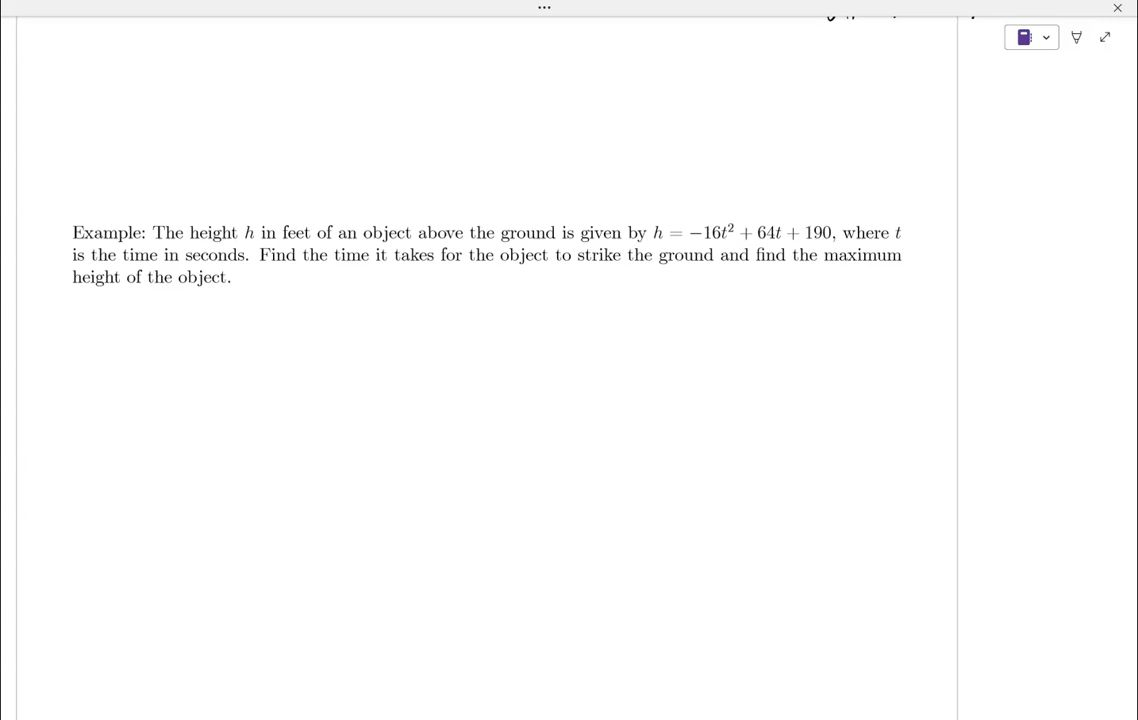 Example: The height h in feet of an object above the ground is given by h = −16t² + 64t + 190, where t
is the time in seconds. Find the time it takes for the object to strike the ground and find the maximum
height of the object.